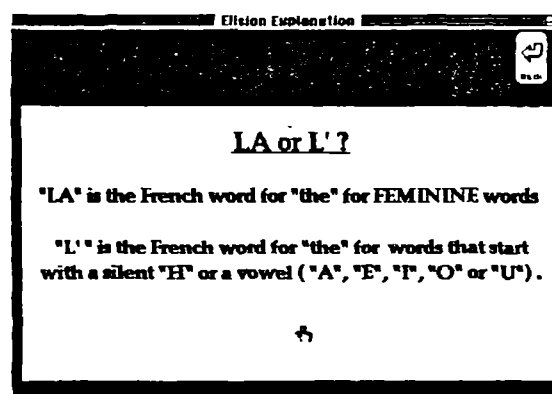 Elision Explanation
Back
LA or L' ?
"LA" is the French word for "the" for FEMININE words
"L' " is the French word for "the" for words that start
with a silent "H" or a vowel ( "A", "E", "I", "O" or "U") .